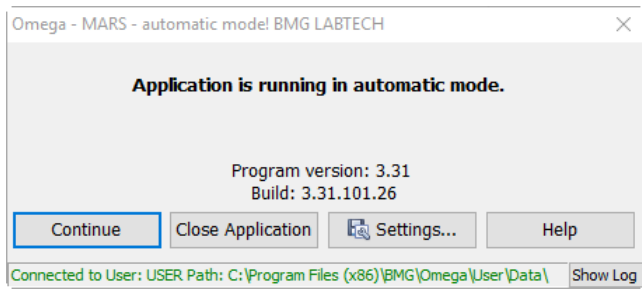 Omega - MARS - automatic mode! BMG LABTECH
Application is running in automatic mode.
Program version: 3.31
Build: 3.31.101.26
Continue Close Application Settings... Help
Connected to User: USER Path: C:\Program Files (x86)\BMG\Omega\User\Data\ Show Log